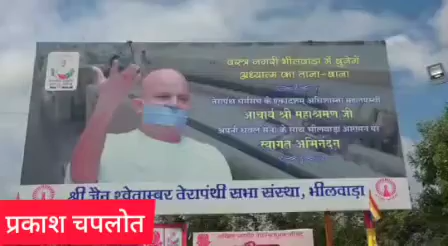 वस्त्र नगरी भीलवाड़ा में बुनेंगे
अध्यात्म का ताना-बाना
तेरापंथ धर्मसंघ के एकादशम अधिशास्ता महातपस्वी
आचार्य श्री महाश्रमण जी
अपनी धवल सेना के साथ भीलवाड़ा आगमन पर
स्वागत अभिनंदन
श्री जैन श्वेताम्बर तेरापंथी सभा संस्था, भीलवाड़ा
प्रकाश चपलोत